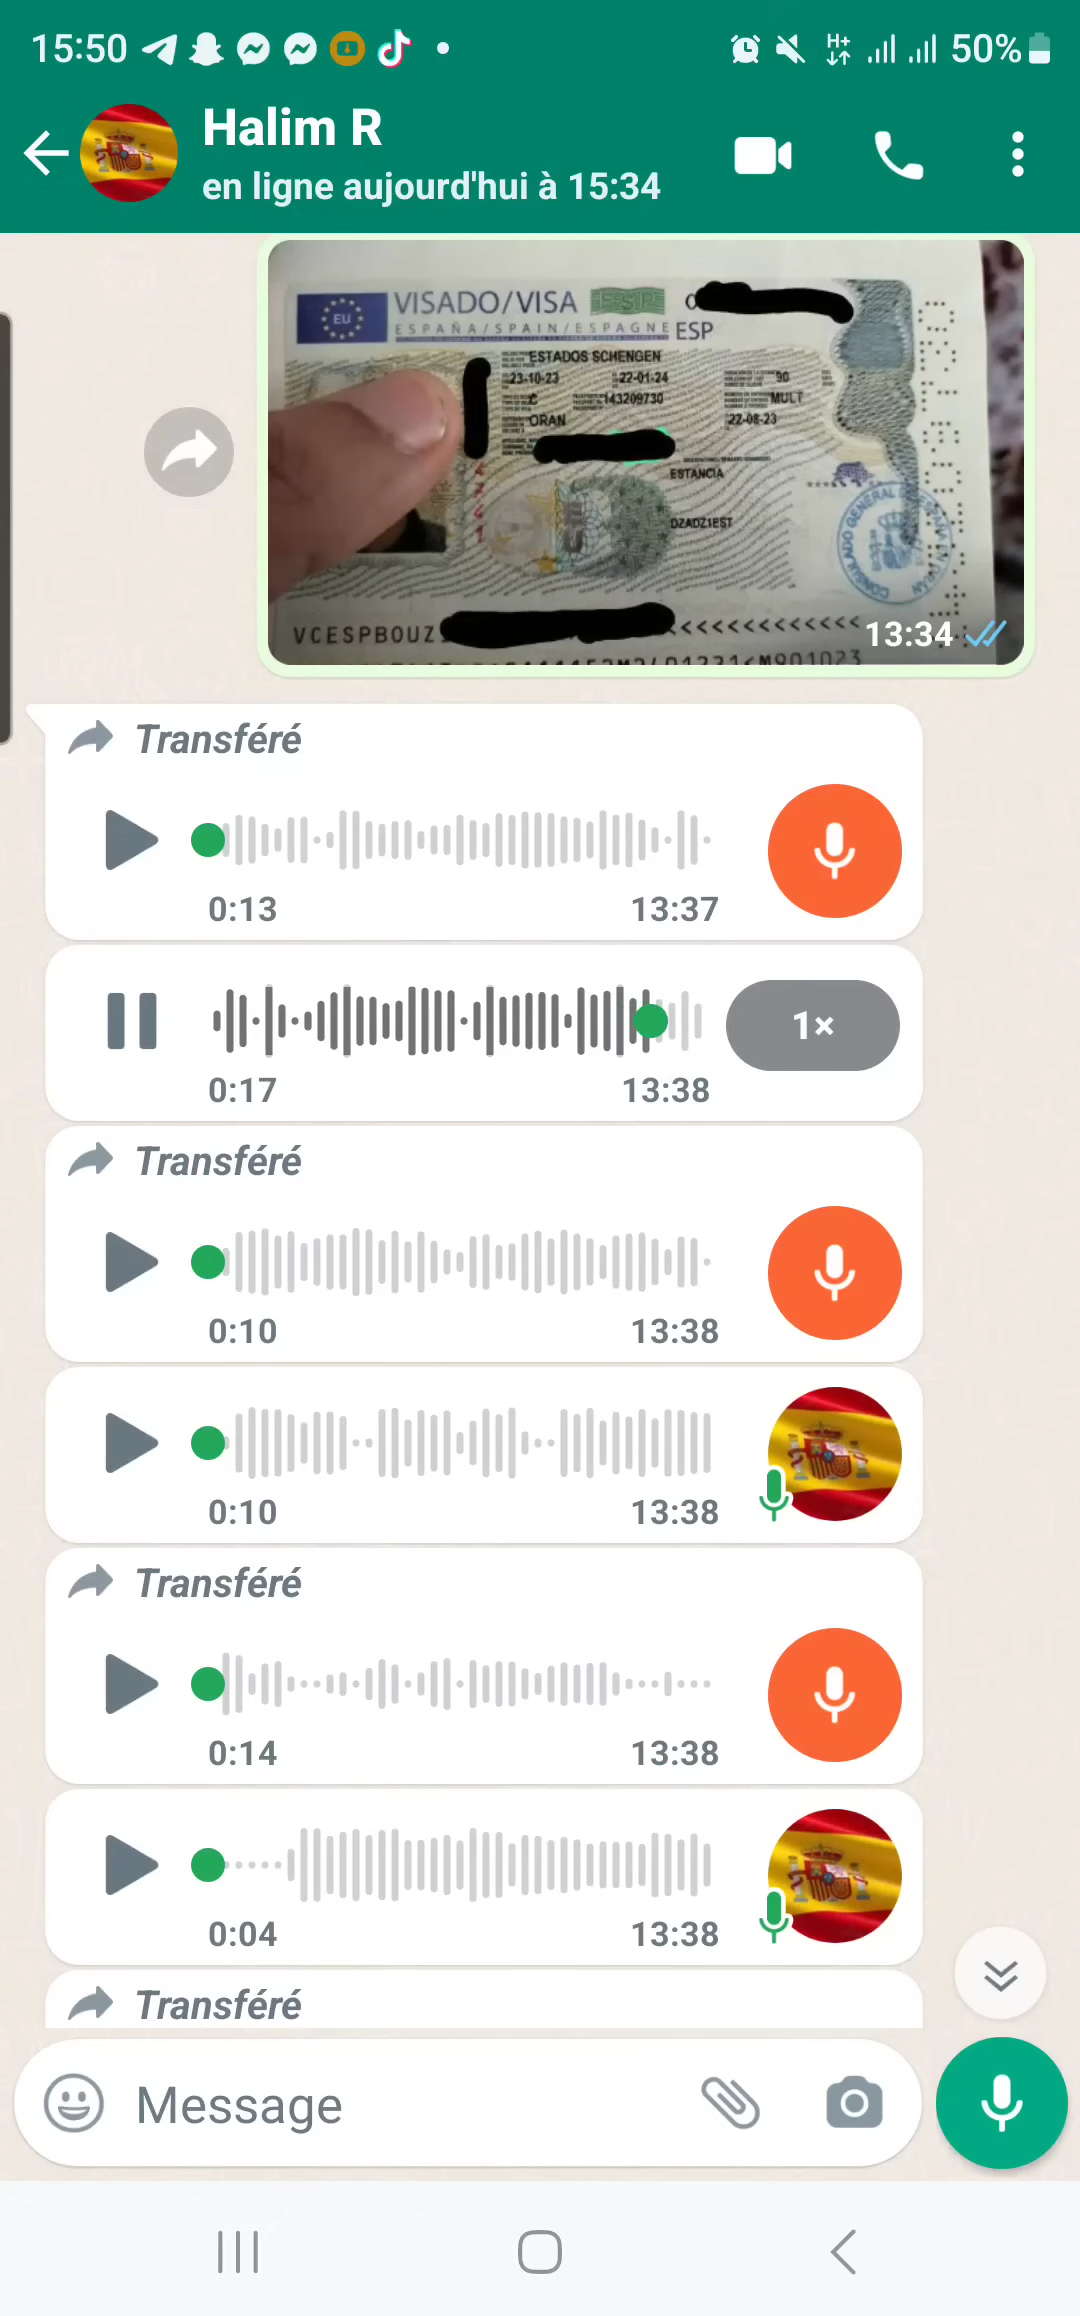 15:50
50%
Halim R
en ligne aujourd'hui à 15:34
VISADO/VISA ESP
ESPAÑA/SPAIN/ESPAGNE ESP
ESTADOS SCHENGEN
23-10-23 22-01-24 90
C 143209730 MULT
ORAN 22-08-23
ESTANCIA
DZADZ1EST
VCESPBOUZ <<<<<<<<<<<<
13:34
Transféré
0:13 13:37
1×
0:17 13:38
Transféré
0:10 13:38
0:10 13:38
Transféré
0:14 13:38
0:04 13:38
Transféré
Message